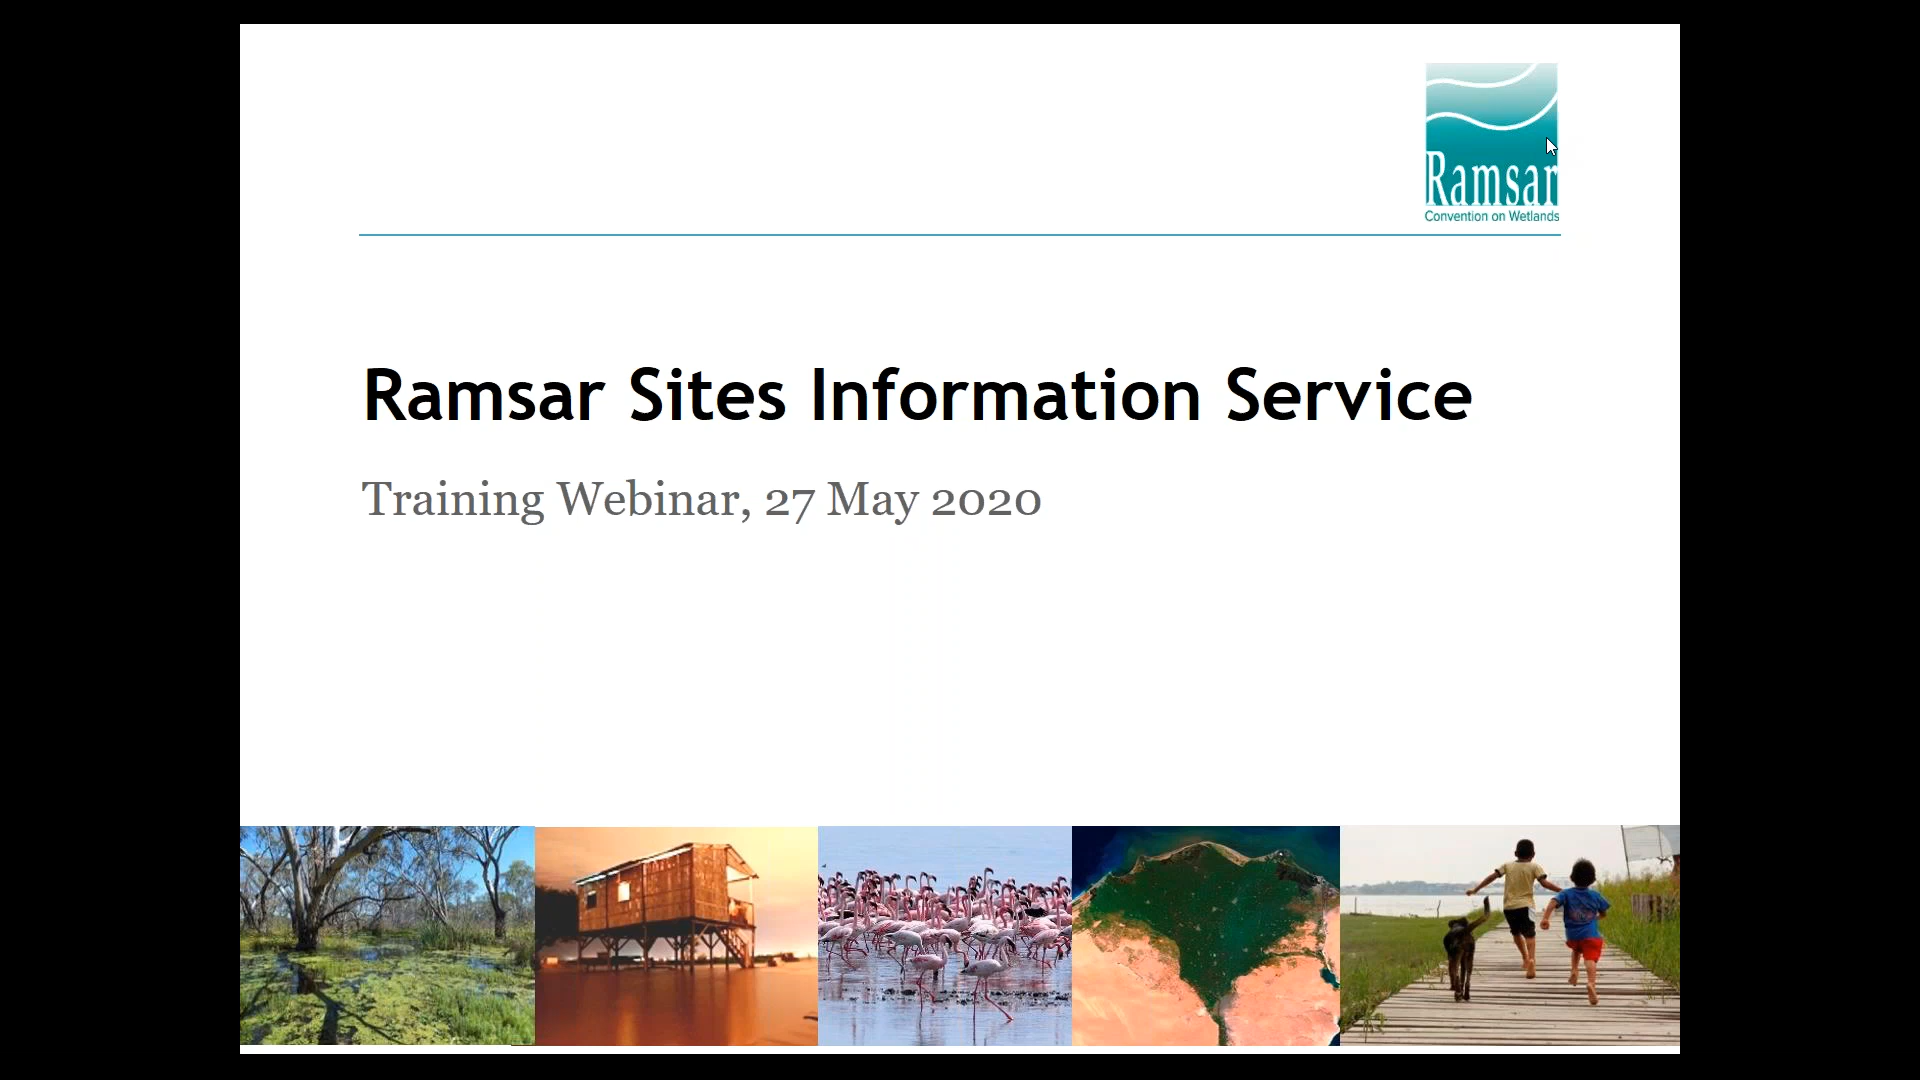 Ramsar
Convention on Wetlands
Ramsar Sites Information Service
Training Webinar, 27 May 2020